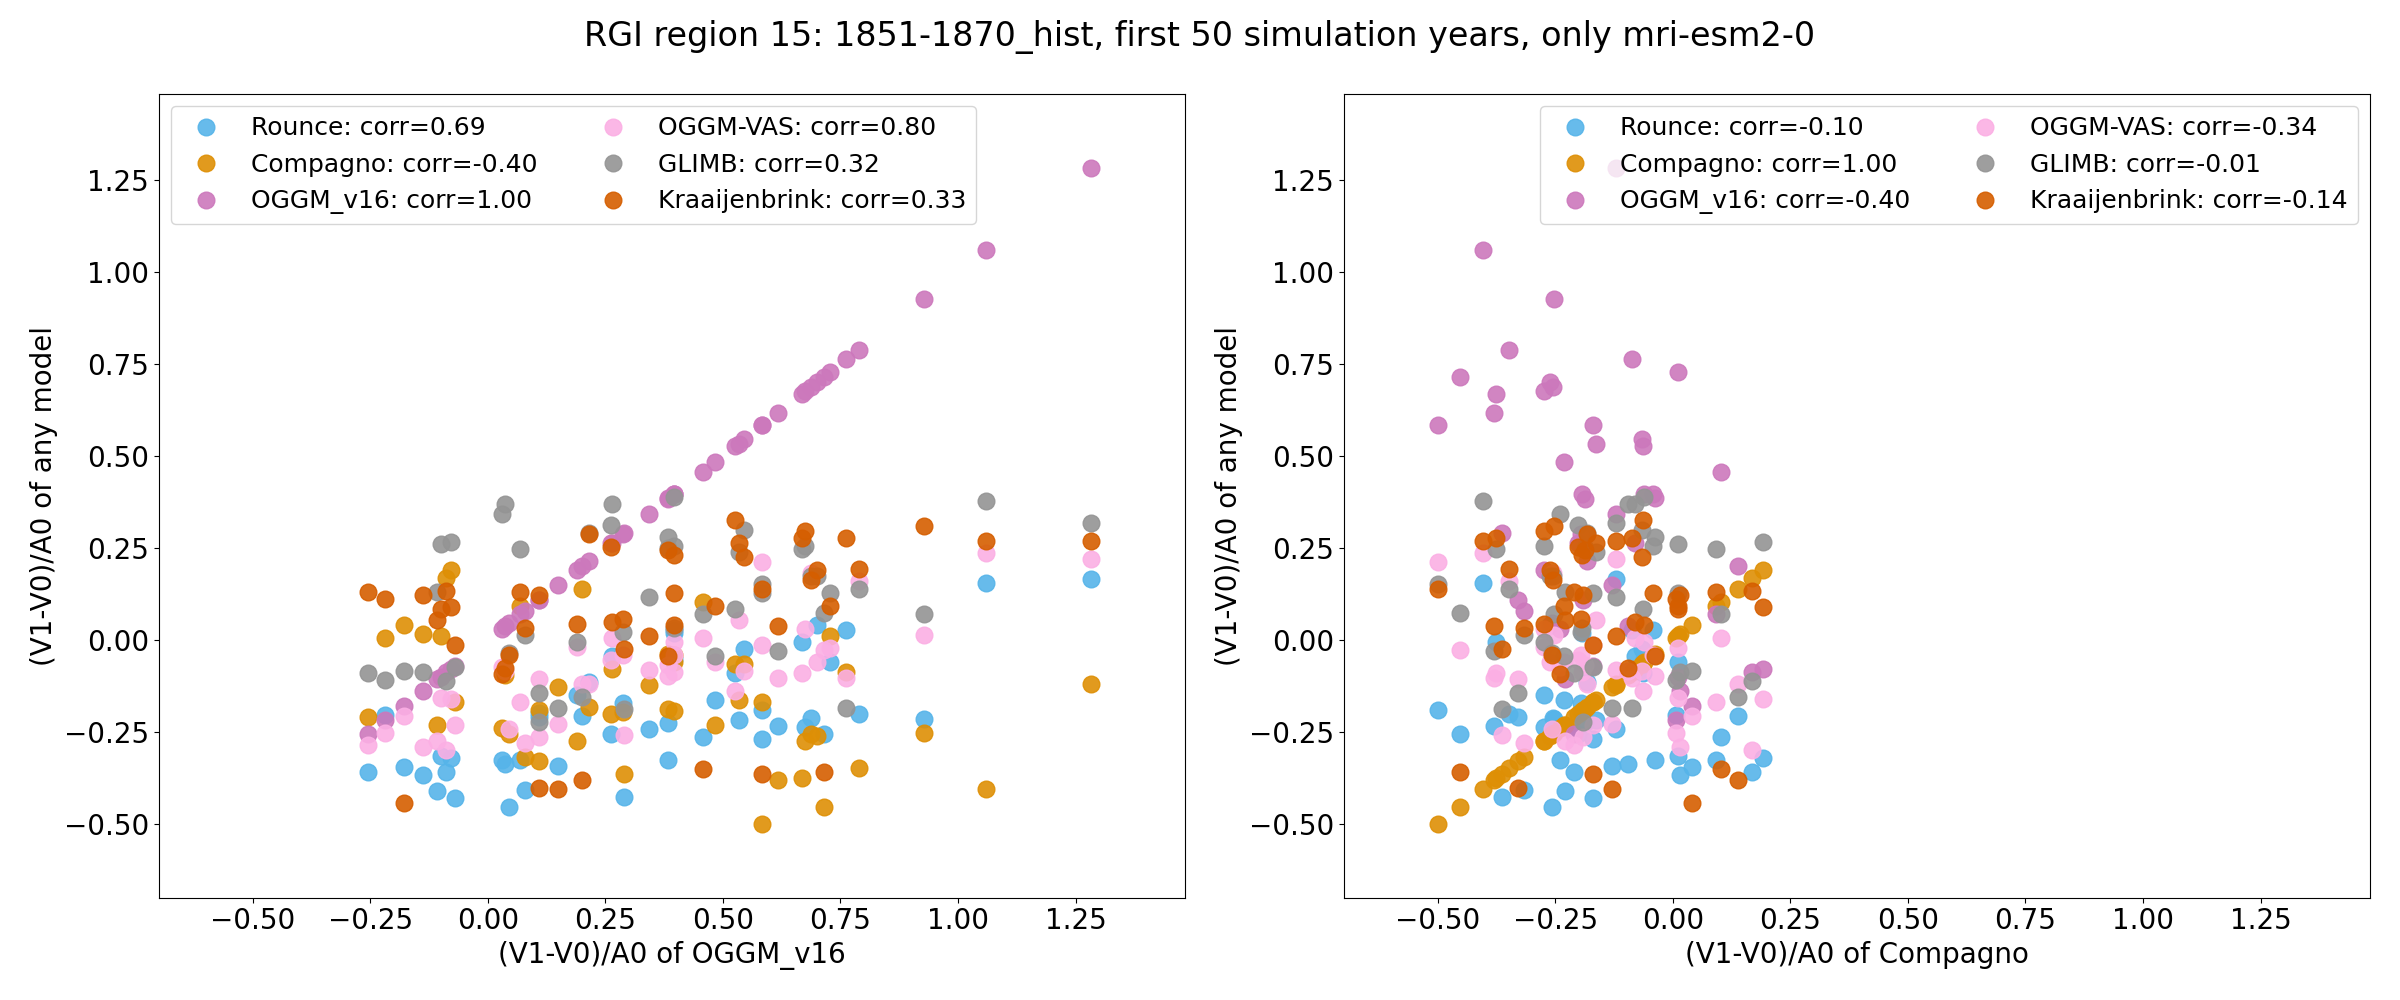 RGI region 15: 1851-1870_hist, first 50 simulation years, only mri-esm2-0
Rounce: corr=0.69
Compagno: corr=-0.40
OGGM_v16: corr=1.00
OGGM-VAS: corr=0.80
GLIMB: corr=0.32
Kraaijenbrink: corr=0.33
1.25
1.00
0.75
0.50
0.25
0.00
−0.25
−0.50
(V1-V0)/A0 of any model
−0.50 −0.25 0.00 0.25 0.50 0.75 1.00 1.25
(V1-V0)/A0 of OGGM_v16
Rounce: corr=-0.10
Compagno: corr=1.00
OGGM_v16: corr=-0.40
OGGM-VAS: corr=-0.34
GLIMB: corr=-0.01
Kraaijenbrink: corr=-0.14
1.25
1.00
0.75
0.50
0.25
0.00
−0.25
−0.50
(V1-V0)/A0 of any model
−0.50 −0.25 0.00 0.25 0.50 0.75 1.00 1.25
(V1-V0)/A0 of Compagno